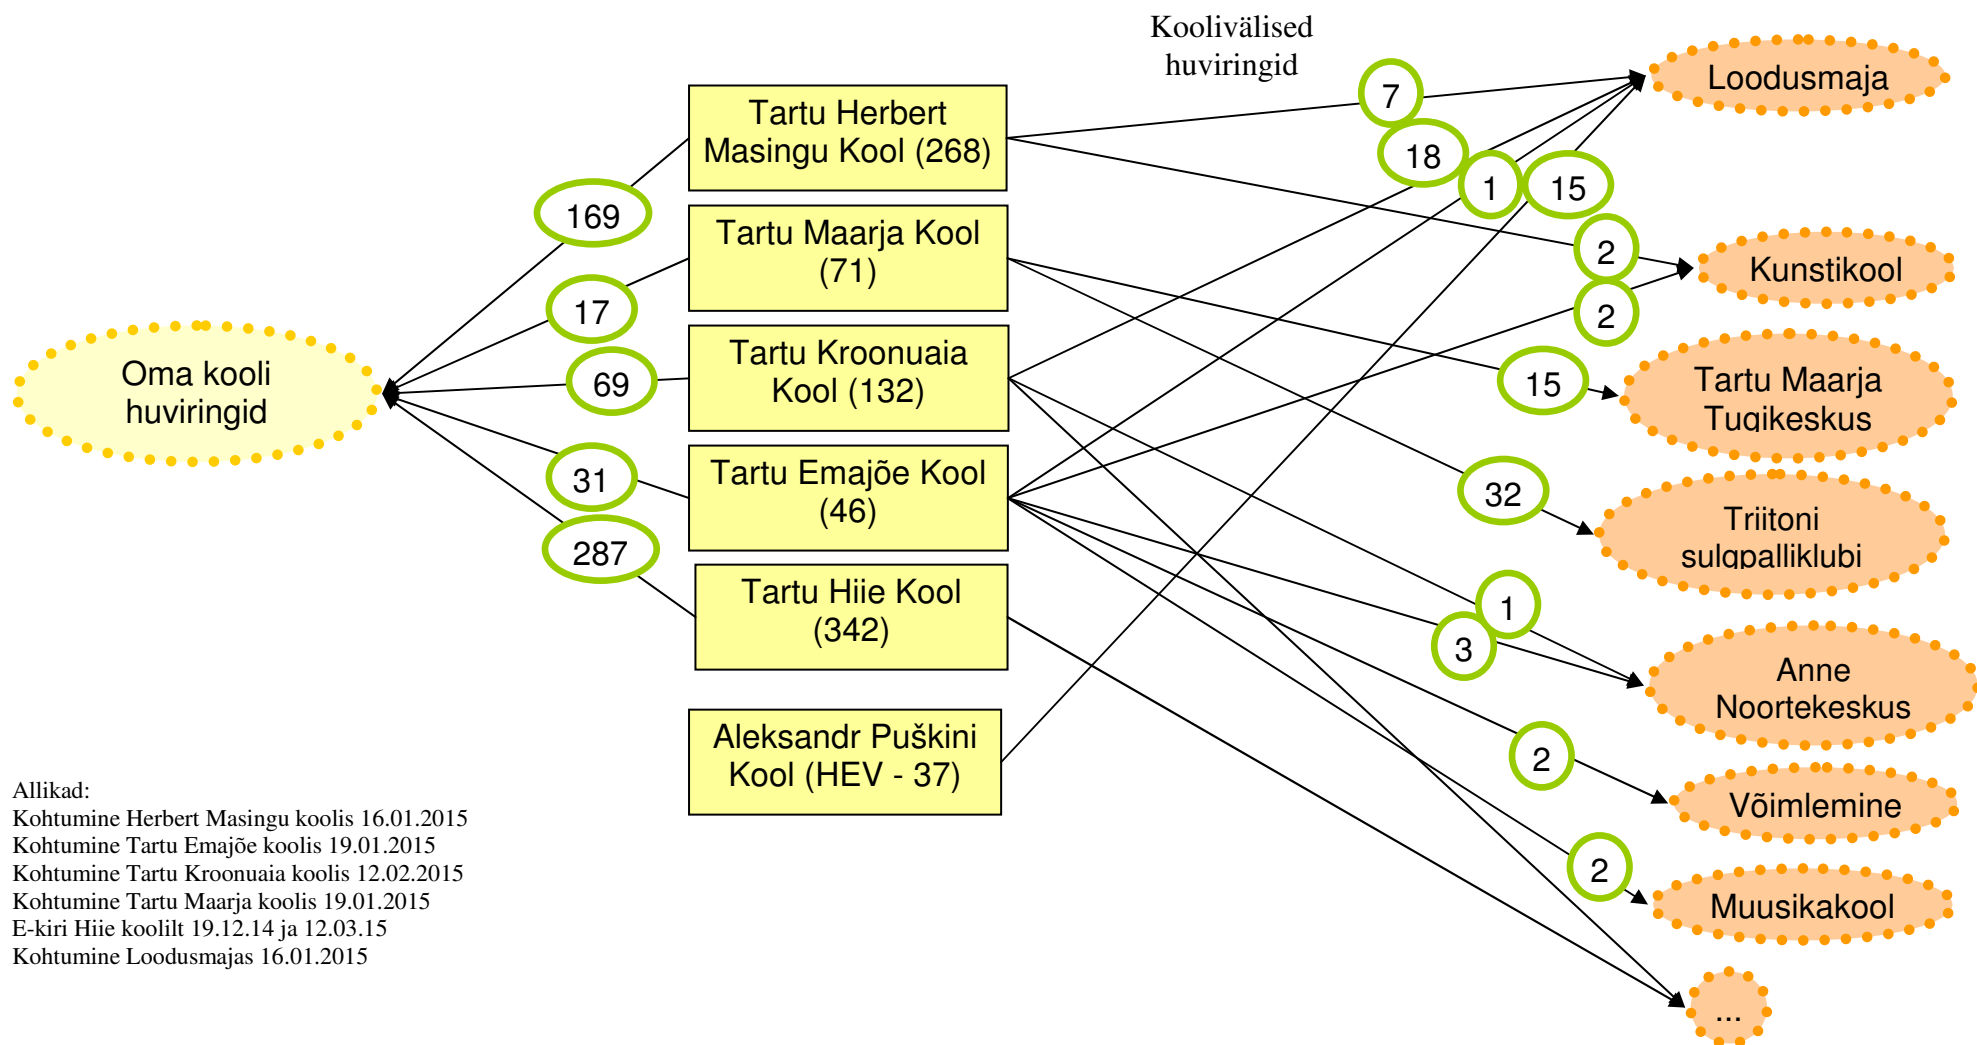 Koolivälised
huviringid
Tartu Herbert
Masingu Kool (268)
Tartu Maarja Kool
(71)
Tartu Kroonuaia
Kool (132)
Tartu Emajõe Kool
(46)
Tartu Hiie Kool
(342)
Aleksandr Puškini
Kool (HEV - 37)
Oma kooli
huviringid
169
17
69
31
287
7
18
1
15
2
2
15
32
1
3
2
2
Loodusmaja
Kunstikool
Tartu Maarja
Tugikeskus
Triitoni
sulgpalliklubi
Anne
Noortekeskus
Võimlemine
Muusikakool
...
Allikad:
Kohtumine Herbert Masingu koolis 16.01.2015
Kohtumine Tartu Emajõe koolis 19.01.2015
Kohtumine Tartu Kroonuaia koolis 12.02.2015
Kohtumine Tartu Maarja koolis 19.01.2015
E-kiri Hiie koolilt 19.12.14 ja 12.03.15
Kohtumine Loodusmajas 16.01.2015